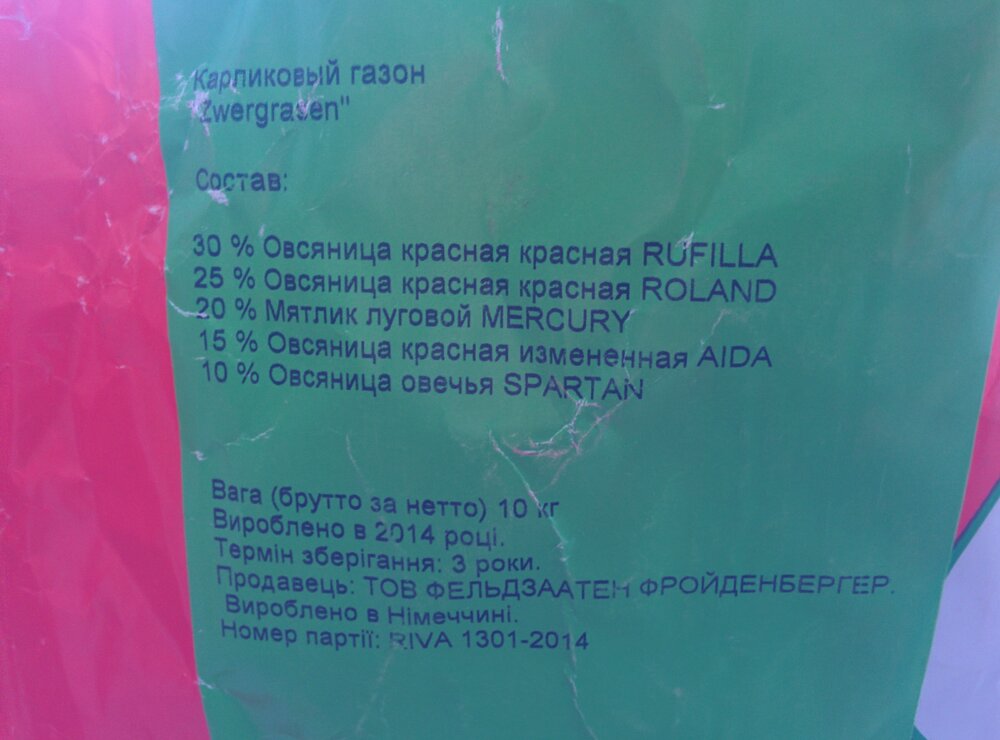 Карликовый газон
"Zwergrasen"
Состав:
30 % Овсяница красная красная RUFILLA
25 % Овсяница красная красная ROLAND
20 % Мятлик луговой MERCURY
15 % Овсяница красная измененная AIDA
10 % Овсяница овечья SPARTAN
Вага (брутто за нетто) 10 кг
Вироблено в 2014 році.
Термін зберігання: 3 роки.
Продавець: ТОВ ФЕЛЬДЗААТЕН ФРОЙДЕНБЕРГЕР.
Вироблено в Німеччині.
Номер партії: RIVA 1301-2014